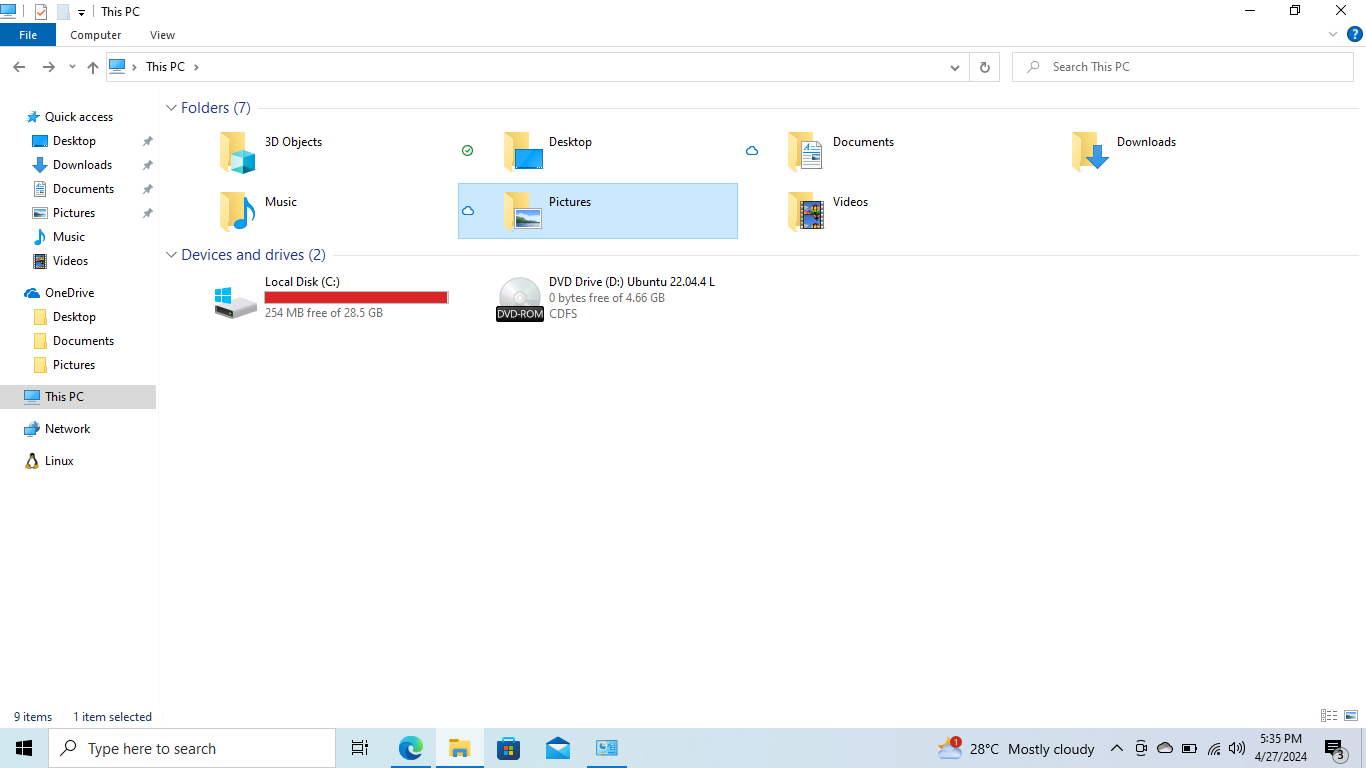 This PC
File Computer View
This PC
Search This PC
Quick access
Desktop
Downloads
Documents
Pictures
Music
Videos
OneDrive
Desktop
Documents
Pictures
This PC
Network
Linux
Folders (7)
3D Objects
Desktop
Documents
Downloads
Music
Pictures
Videos
Devices and drives (2)
Local Disk (C:)
254 MB free of 28.5 GB
DVD Drive (D:) Ubuntu 22.04.4 L
0 bytes free of 4.66 GB
CDFS
DVD-ROM
9 items 1 item selected
Type here to search
1
28°C Mostly cloudy
5:35 PM
4/27/2024
3